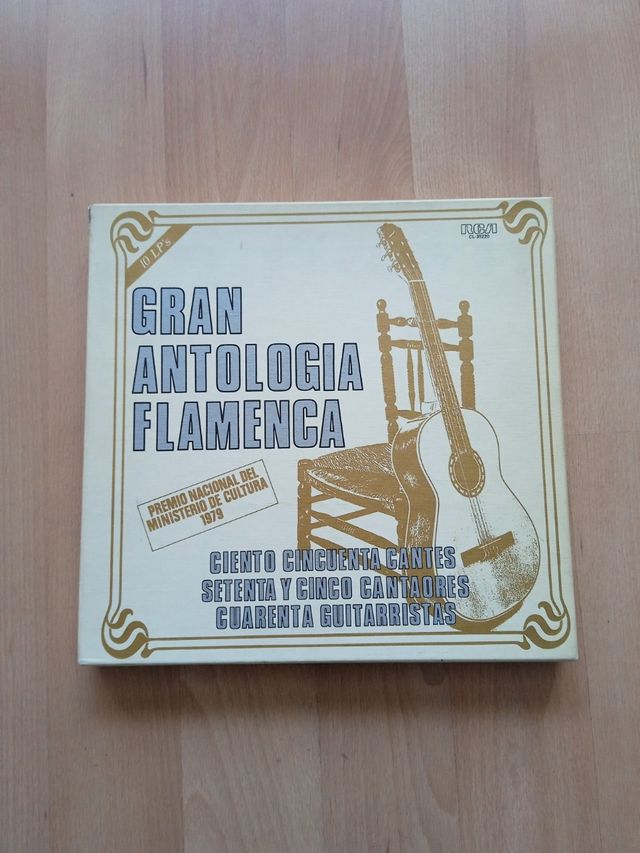 10 LP's
RCA
CL-35220
GRAN
ANTOLOGIA
FLAMENCA
PREMIO NACIONAL DEL
MINISTERIO DE CULTURA
1979
CIENTO CINCUENTA CANTES
SETENTA Y CINCO CANTAORES
CUARENTA GUITARRISTAS